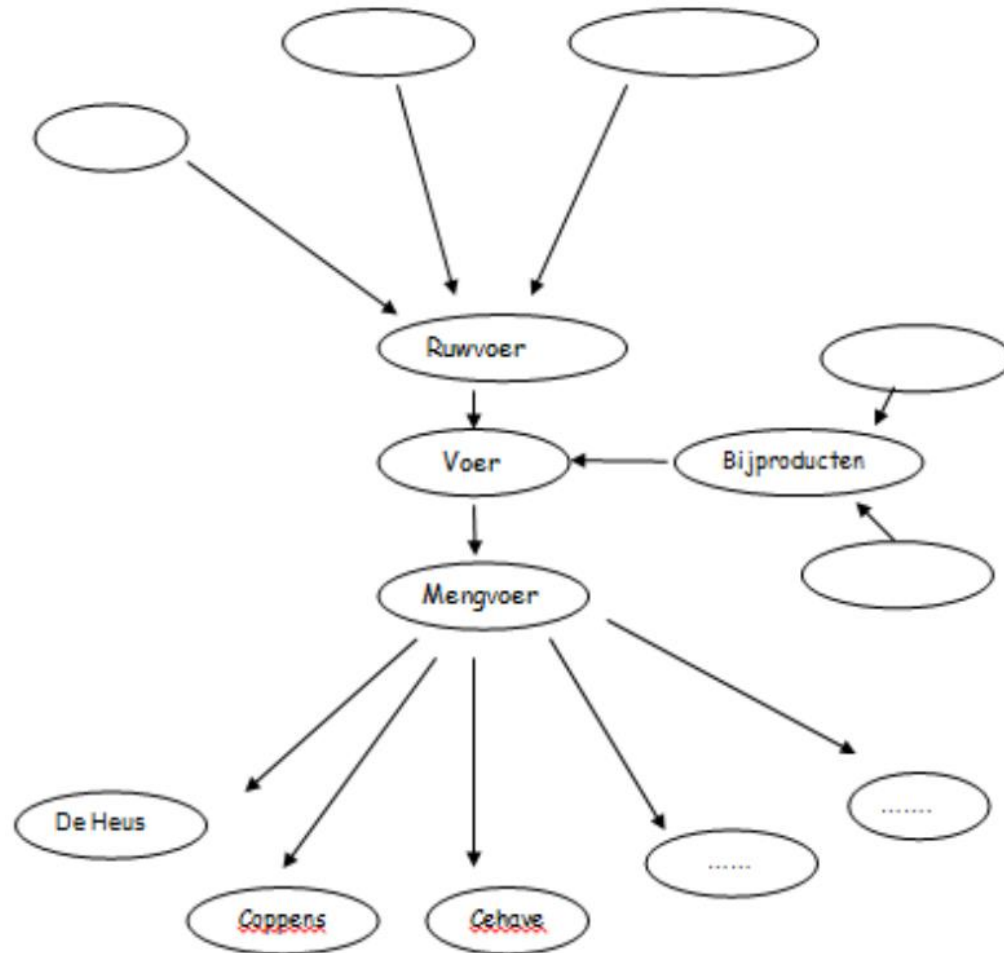 Ruwvoer
Voer
Bijproducten
Mengvoer
De Heus
Coppens
Cehave
......
.......